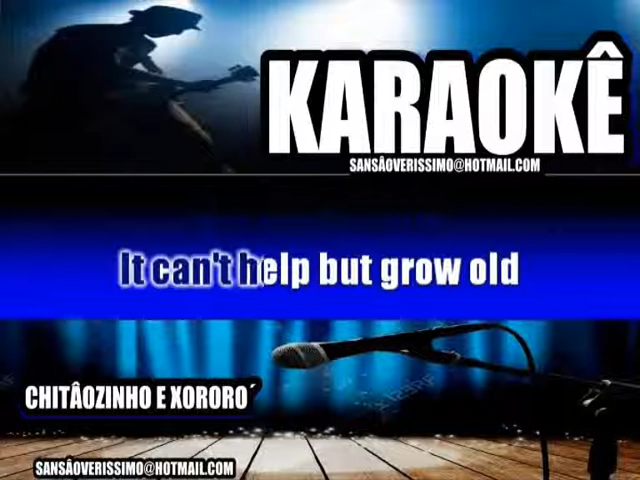 KARAOKÊ
SANSÂOVERISSIMO@HOTMAIL.COM
It can't help but grow old
CHITÂOZINHO E XORORO´
SANSÂOVERISSIMO@HOTMAIL.COM